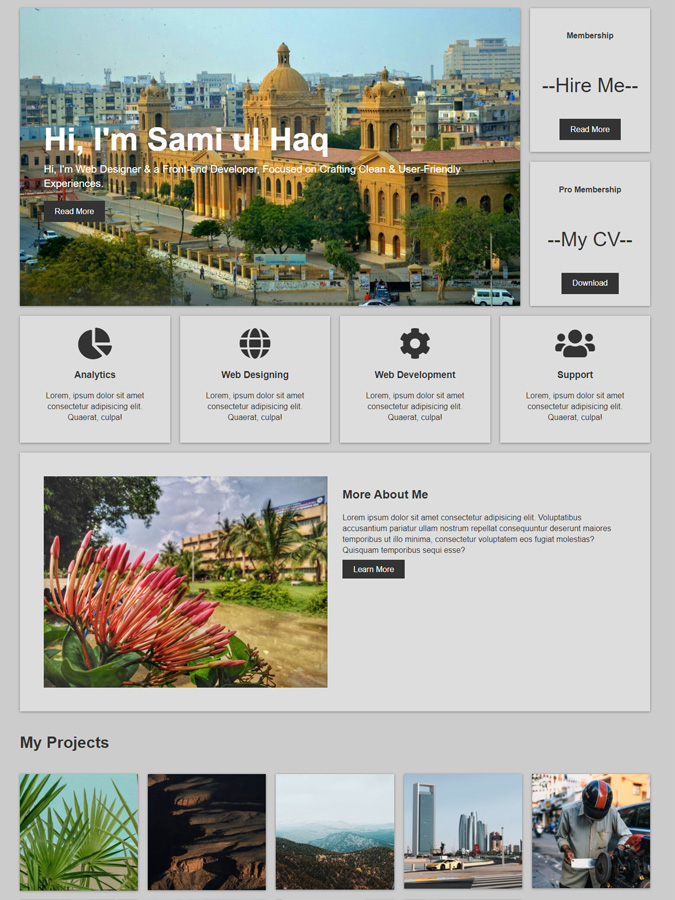 Hi, I'm Sami ul Haq
Hi, I'm Web Designer & a Front-end Developer, Focused on Crafting Clean & User-Friendly
Experiences.
Read More
Membership
--Hire Me--
Read More
Pro Membership
--My CV--
Download
Analytics
Lorem, ipsum dolor sit amet
consectetur adipisicing elit.
Quaerat, culpa!
Web Designing
Lorem, ipsum dolor sit amet
consectetur adipisicing elit.
Quaerat, culpa!
Web Development
Lorem, ipsum dolor sit amet
consectetur adipisicing elit.
Quaerat, culpa!
Support
Lorem, ipsum dolor sit amet
consectetur adipisicing elit.
Quaerat, culpa!
More About Me
Lorem ipsum dolor sit amet consectetur adipisicing elit. Voluptatibus
accusantium pariatur ullam nostrum repellat consequuntur deserunt maiores
temporibus ut illo minima, consectetur voluptatem eos fugiat molestias?
Quisquam temporibus sequi esse?
Learn More
My Projects